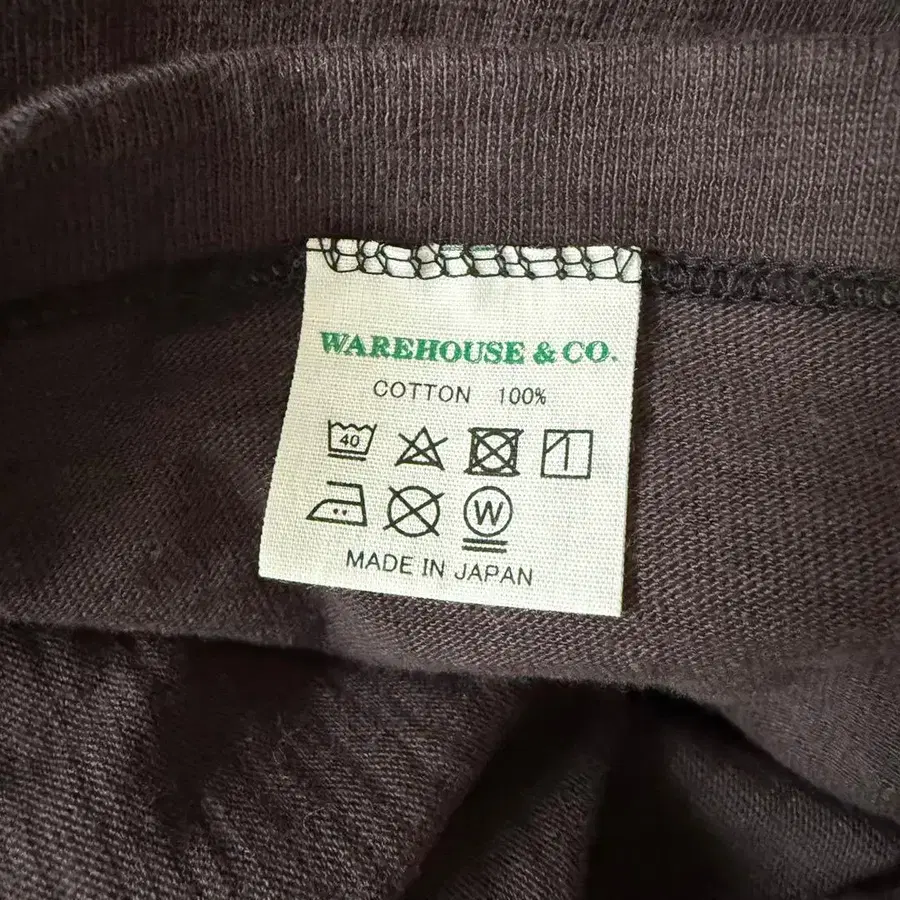 WAREHOUSE & CO.
COTTON 100%
40
W
MADE IN JAPAN